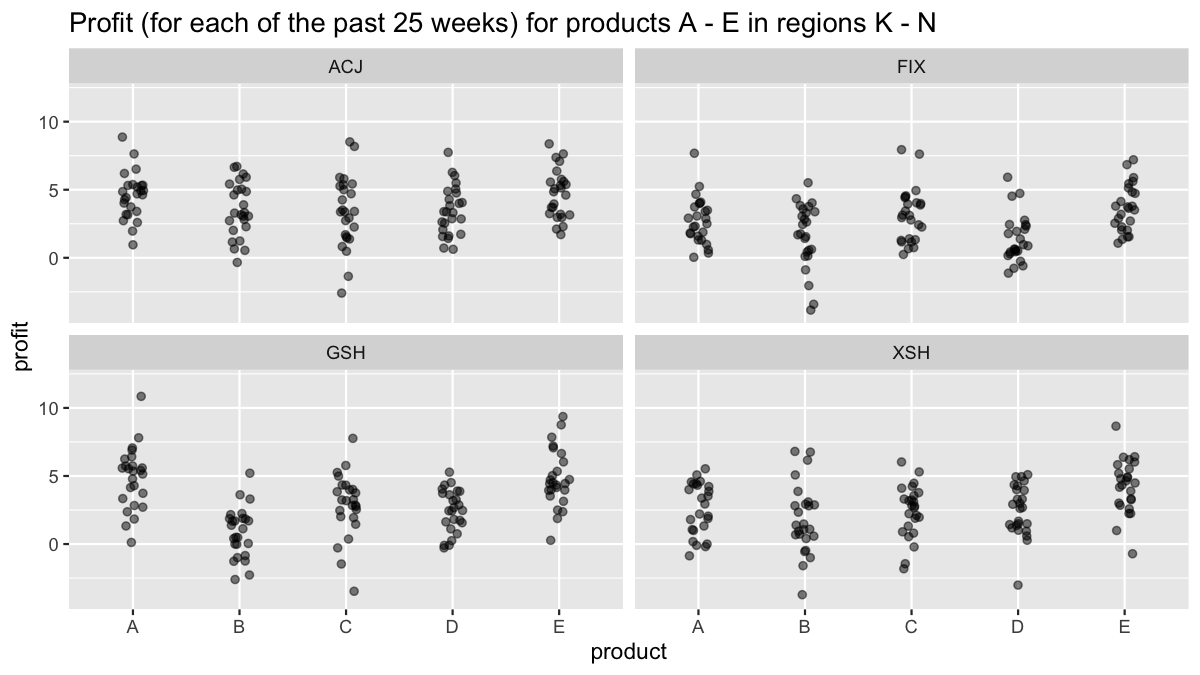 Profit (for each of the past 25 weeks) for products A - E in regions K - N
ACJ
FIX
10
5
0
GSH
XSH
10
5
0
profit
A B C D E
A B C D E
product